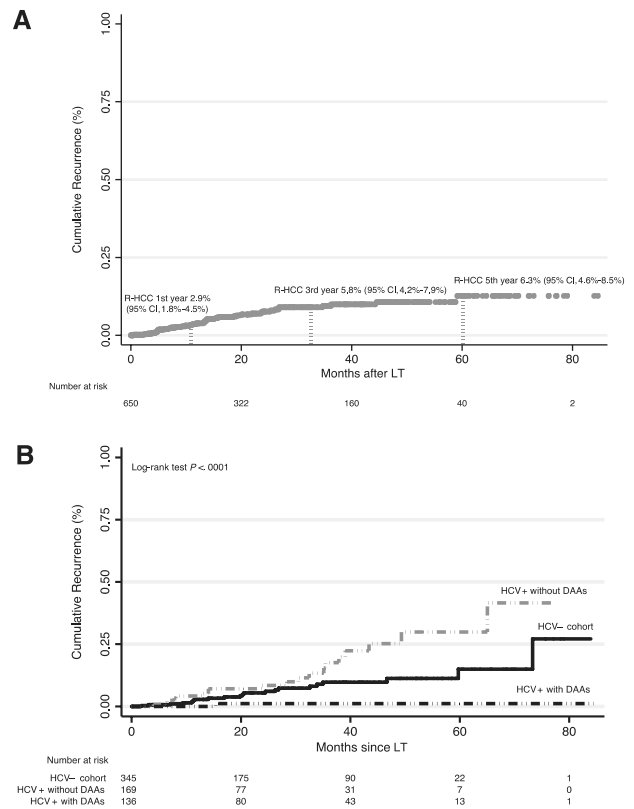 A
Cumulative Recurrence (%)
1.00
0.75
0.50
0.25
0.00
R-HCC 1st year 2.9%
(95% CI, 1.8%–4.5%)
R-HCC 3rd year 5,8% (95% CI, 4,2%-7,9%)
R-HCC 5th year 6.3% (95% CI, 4.6%-8.5%)
0 20 40 60 80
Months after LT
Number at risk
650 322 160 40 2
B
Cumulative Recurrence (%)
1.00
0.75
0.50
0.25
0.00
Log-rank test P <.0001
HCV+ without DAAs
HCV– cohort
HCV+ with DAAs
0 20 40 60 80
Months since LT
Number at risk
HCV– cohort 345 175 90 22 1
HCV+ without DAAs 169 77 31 7 0
HCV+ with DAAs 136 80 43 13 1